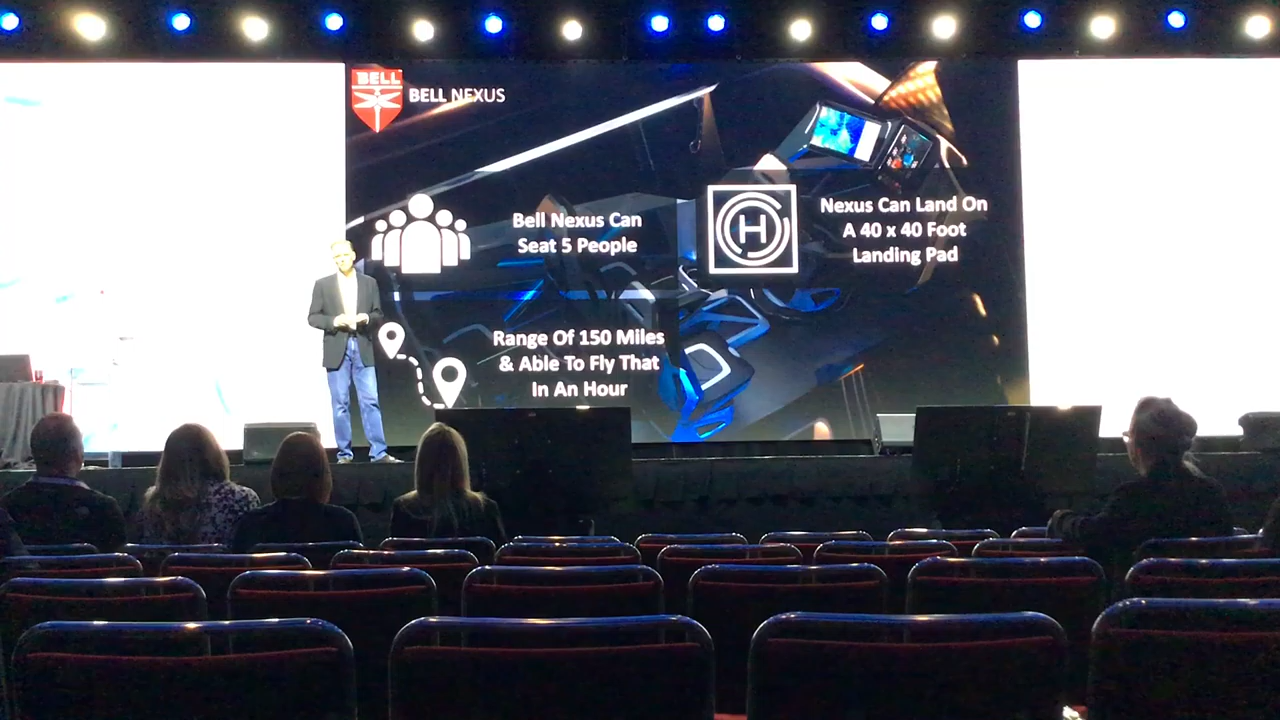 BELL
BELL NEXUS
Bell Nexus Can
Seat 5 People
Nexus Can Land On
A 40 x 40 Foot
Landing Pad
H
Range Of 150 Miles
& Able To Fly That
In An Hour